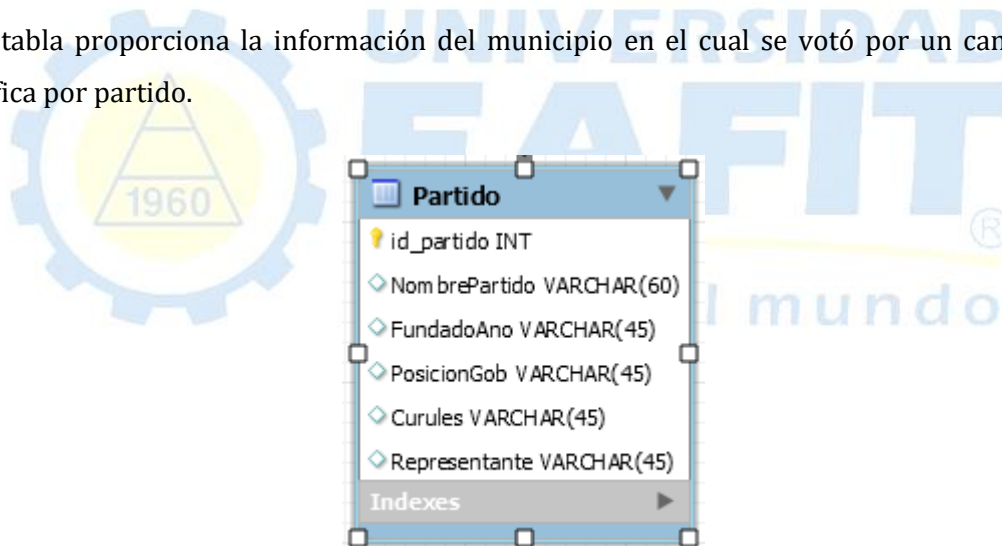 UNIVERSIDAD
tabla proporciona la información del municipio en el cual se votó por un can
fica por partido.
EAFIT
1960
®
l mundo
Partido
id_partido INT
NombrePartido VARCHAR(60)
FundadoAno VARCHAR(45)
PosicionGob VARCHAR(45)
Curules VARCHAR(45)
Representante VARCHAR(45)
Indexes